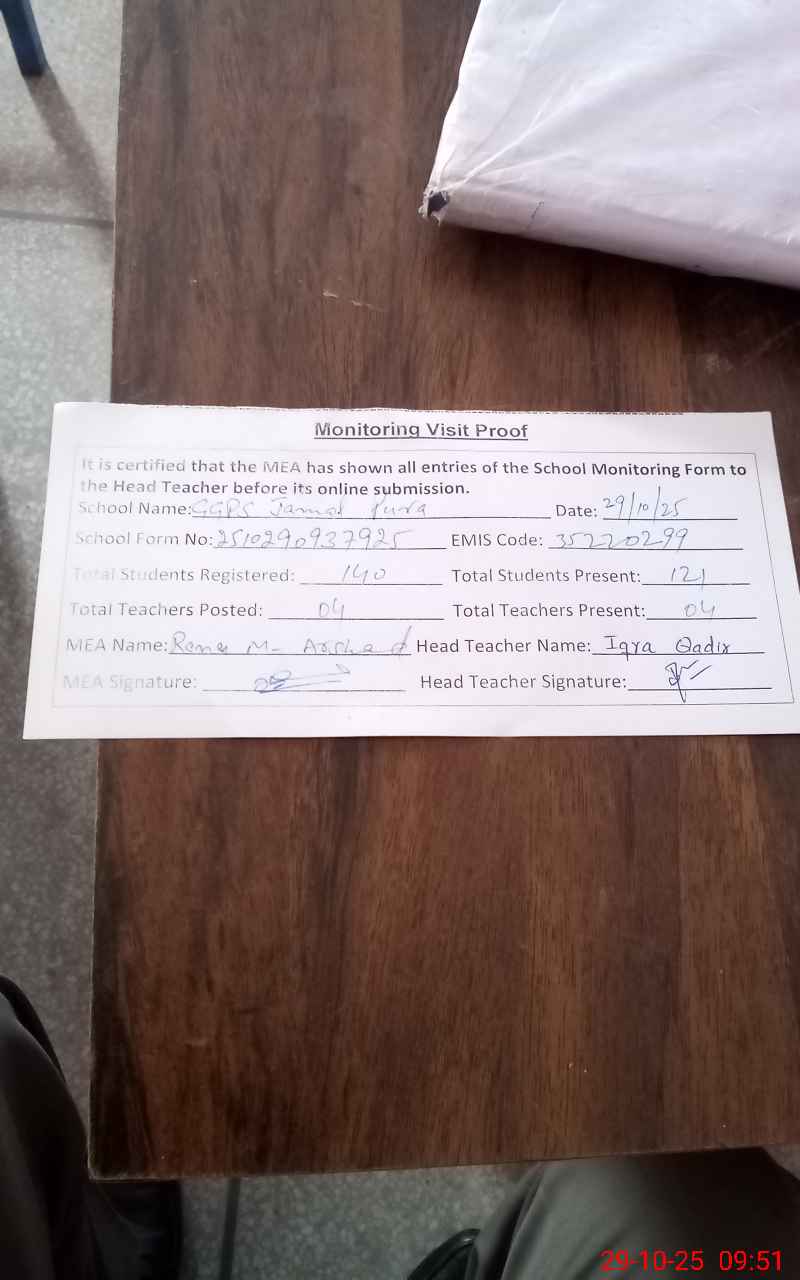 Monitoring Visit Proof
It is certified that the MEA has shown all entries of the School Monitoring Form to
the Head Teacher before its online submission.
School Name: GGPS Jamal Pura Date: 29/10/25
School Form No: 2510290937925 EMIS Code: 35220299
Total Students Registered: 140 Total Students Present: 121
Total Teachers Posted: 04 Total Teachers Present: 04
MEA Name: Rana M- Arshad Head Teacher Name: Iqra Qadir
MEA Signature: Head Teacher Signature:
29-10-25 09:51